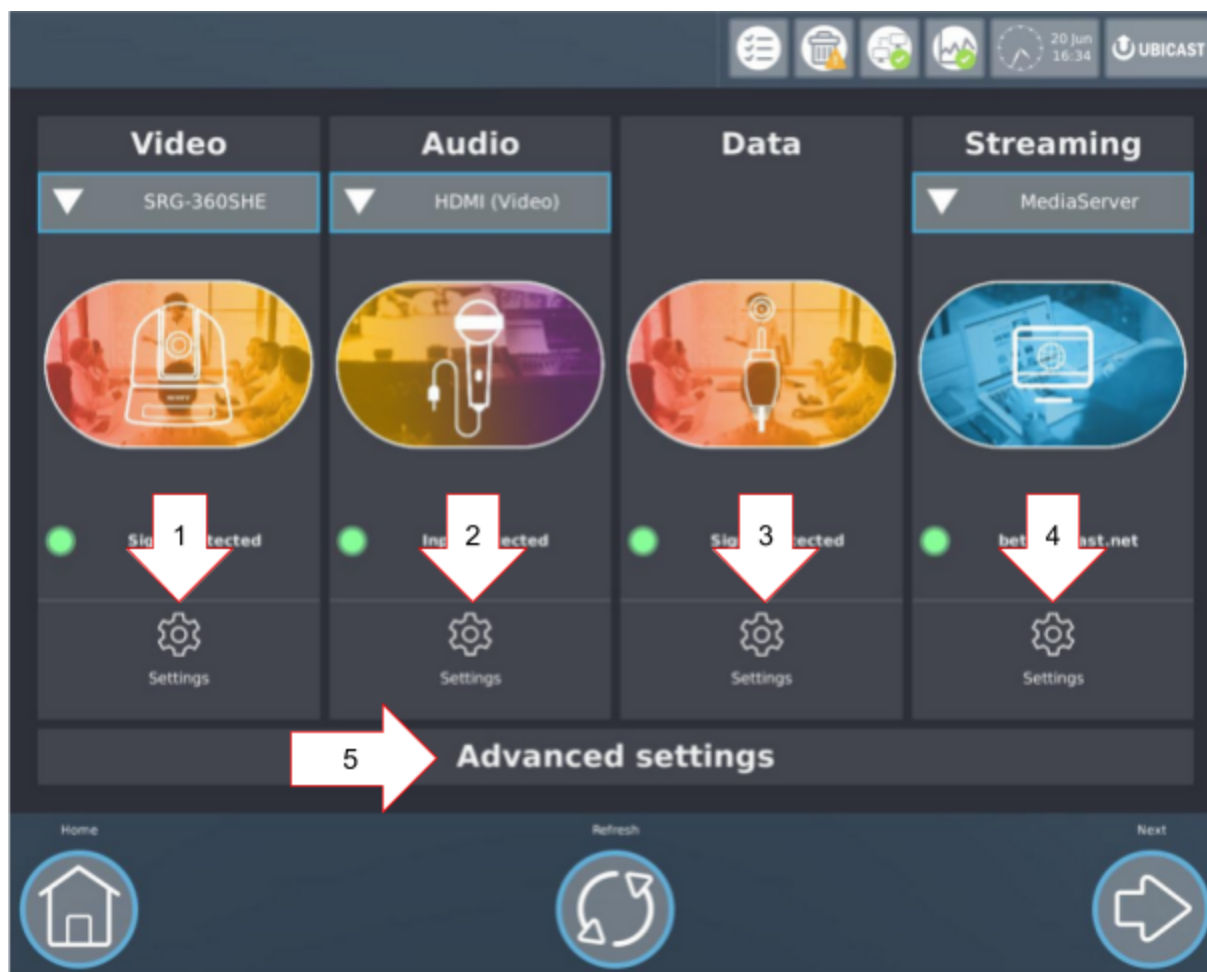 20 Jun
16:34
UBICAST
Video
Audio
Data
Streaming
SRG-360SHE
HDMI (Video)
MediaServer
SONY
1
2
3
4
Settings
Settings
Settings
Settings
5
Advanced settings
Home
Refresh
Next